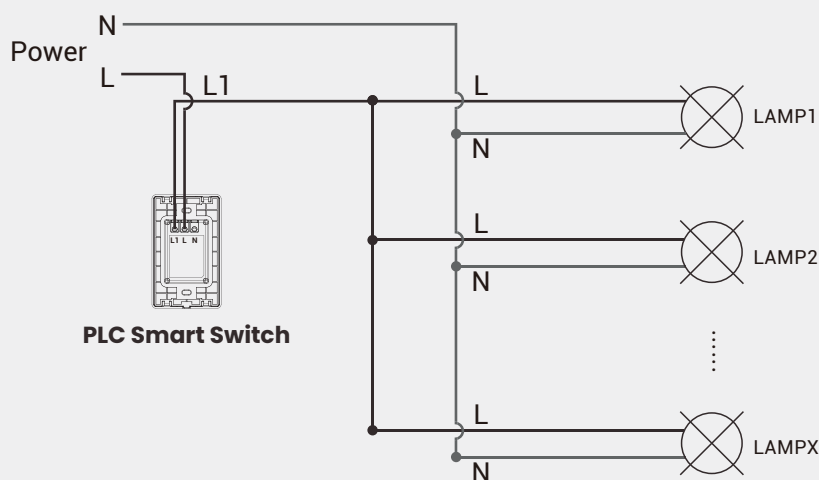 N
Power
L
L1
L
LAMP1
N
L1 L N
L
LAMP2
N
PLC Smart Switch
L
LAMPX
N